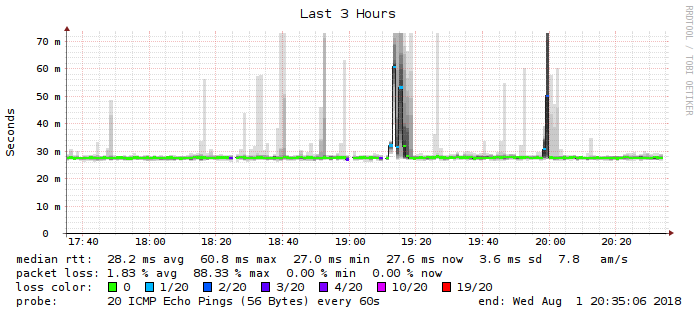 Last 3 Hours
RRDTOOL / TOBI OETIKER
Seconds
70 m
60 m
50 m
40 m
30 m
20 m
10 m
0
17:40 18:00 18:20 18:40 19:00 19:20 19:40 20:00 20:20
median rtt: 28.2 ms avg 60.8 ms max 27.0 ms min 27.6 ms now 3.6 ms sd 7.8 am/s
packet loss: 1.83 % avg 88.33 % max 0.00 % min 0.00 % now
loss color: 0 1/20 2/20 3/20 4/20 10/20 19/20
probe: 20 ICMP Echo Pings (56 Bytes) every 60s end: Wed Aug 1 20:35:06 2018